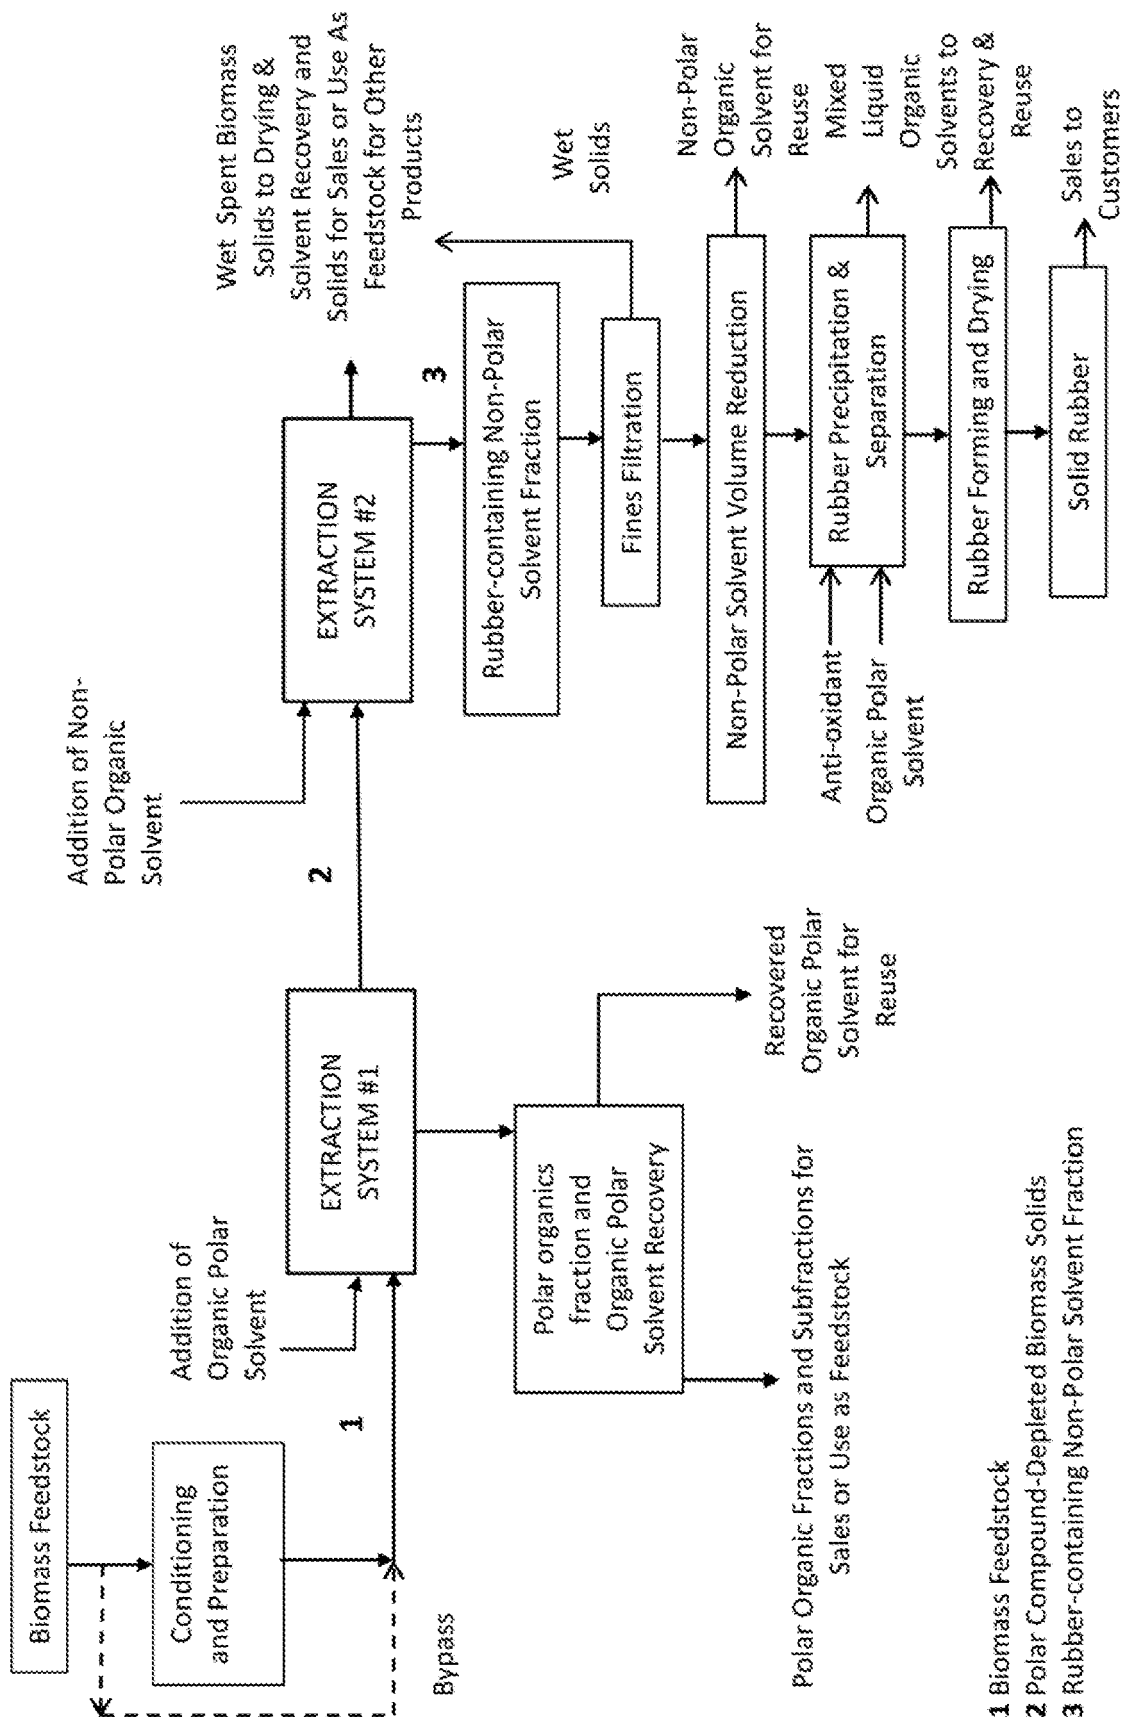 Biomass Feedstock
Conditioning
and Preparation
Bypass
1
Addition of
Organic Polar
Solvent
EXTRACTION
SYSTEM #1
Polar organics
fraction and
Organic Polar
Solvent Recovery
Polar Organic Fractions and Subfractions for
Sales or Use as Feedstock
Recovered
Organic Polar
Solvent for
Reuse
2
Addition of Non-
Polar Organic
Solvent
EXTRACTION
SYSTEM #2
Wet Spent Biomass
Solids to Drying &
Solvent Recovery and
Solids for Sales or Use As
Feedstock for Other
Products
3
Rubber-containing Non-Polar
Solvent Fraction
Fines Filtration
Wet
Solids
Non-Polar Solvent Volume Reduction
Non-Polar
Organic
Solvent for
Reuse
Anti-oxidant
Organic Polar
Solvent
Rubber Precipitation &
Separation
Mixed
Liquid
Organic
Solvents to
Recovery &
Reuse
Rubber Forming and Drying
Solid Rubber
Sales to
Customers
1 Biomass Feedstock
2 Polar Compound-Depleted Biomass Solids
3 Rubber-containing Non-Polar Solvent Fraction